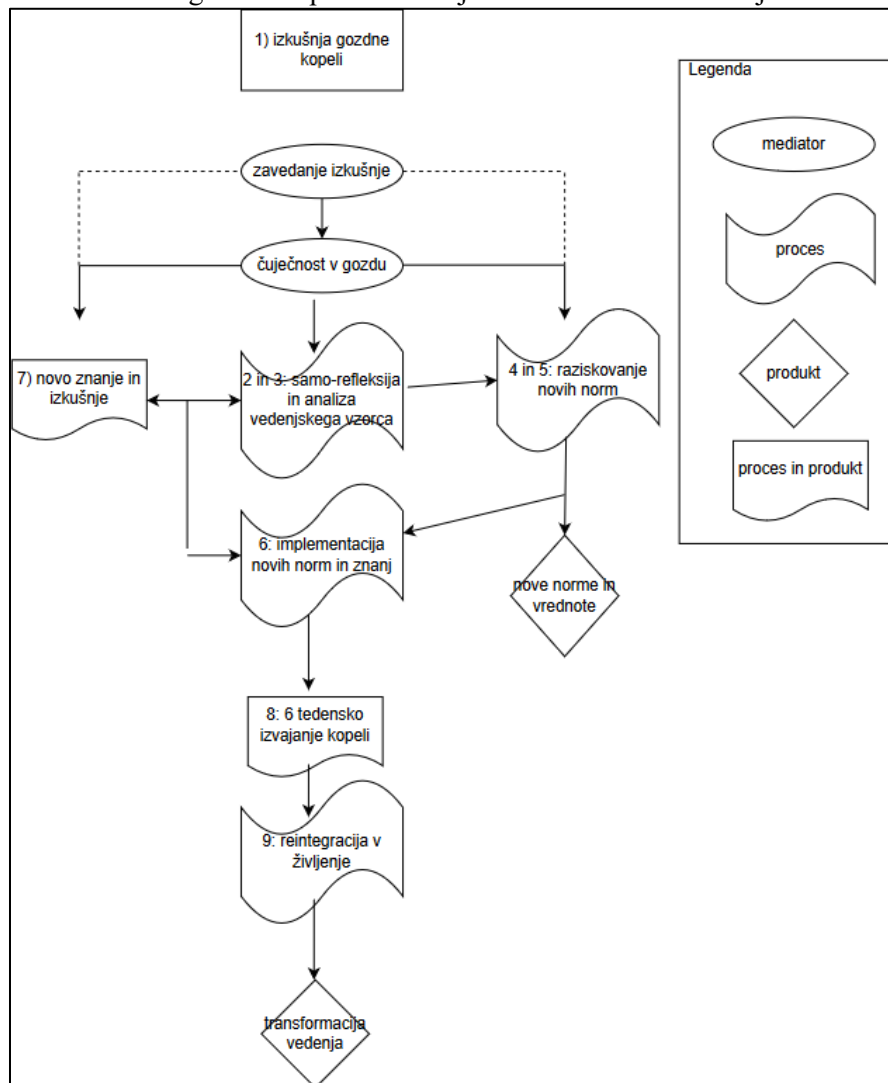 1) izkušnja gozdne
kopeli
Legenda
mediator
zavedanje izkušnje
proces
čuječnost v gozdu
7) novo znanje in
izkušnje
2 in 3: samo-refleksija
in analiza
vedenjskega vzorca
4 in 5: raziskovanje
novih norm
produkt
proces in produkt
6: implementacija
novih norm in znanj
nove norme in
vrednote
8: 6 tedensko
izvajanje kopeli
9: reintegracija v
življenje
transformacija
vedenja